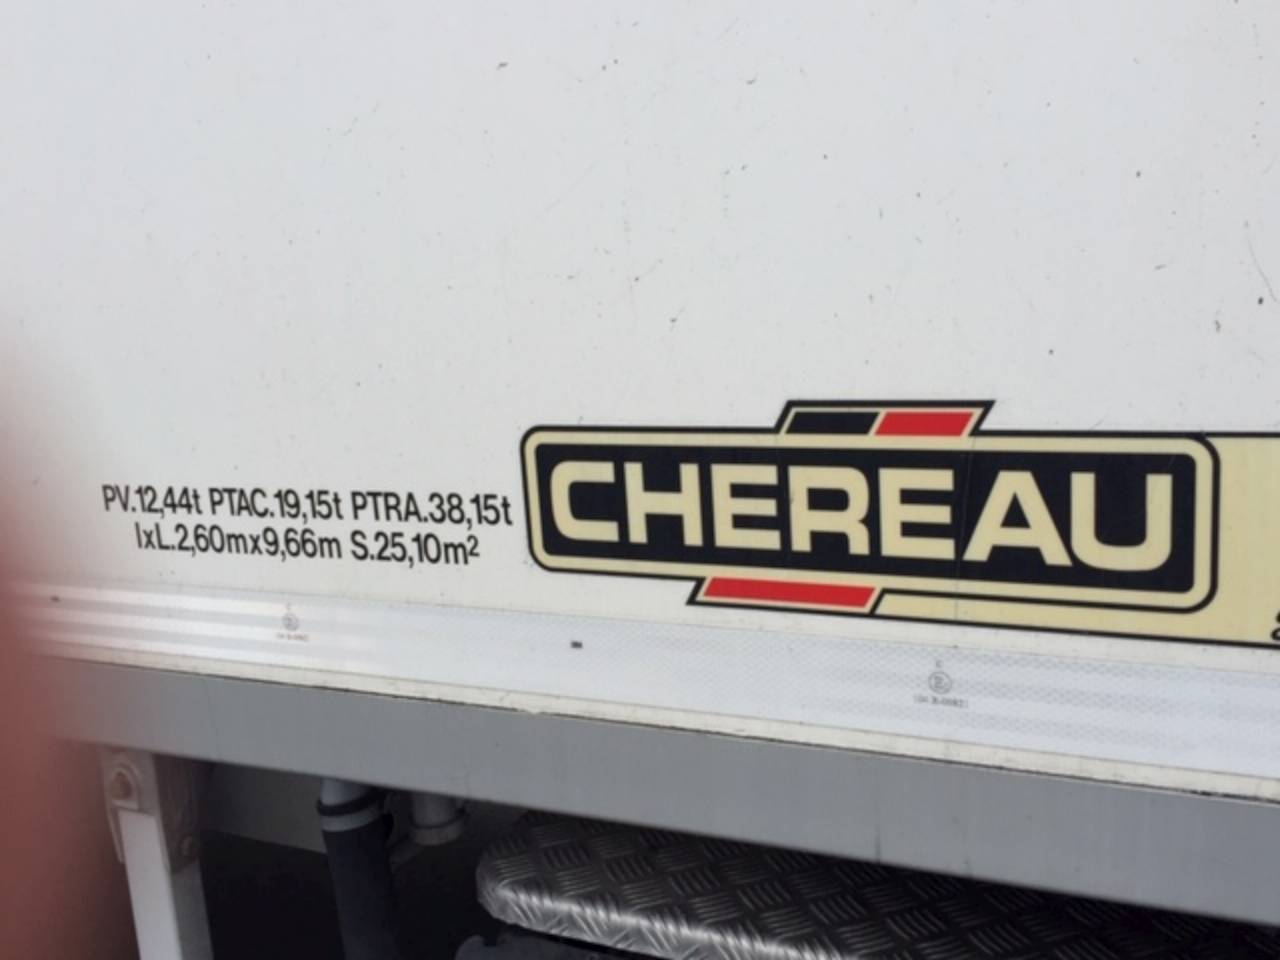 PV.12,44t PTAC.19,15t PTRA.38,15t
lxL.2,60mx9,66m S.25,10m²
CHEREAU